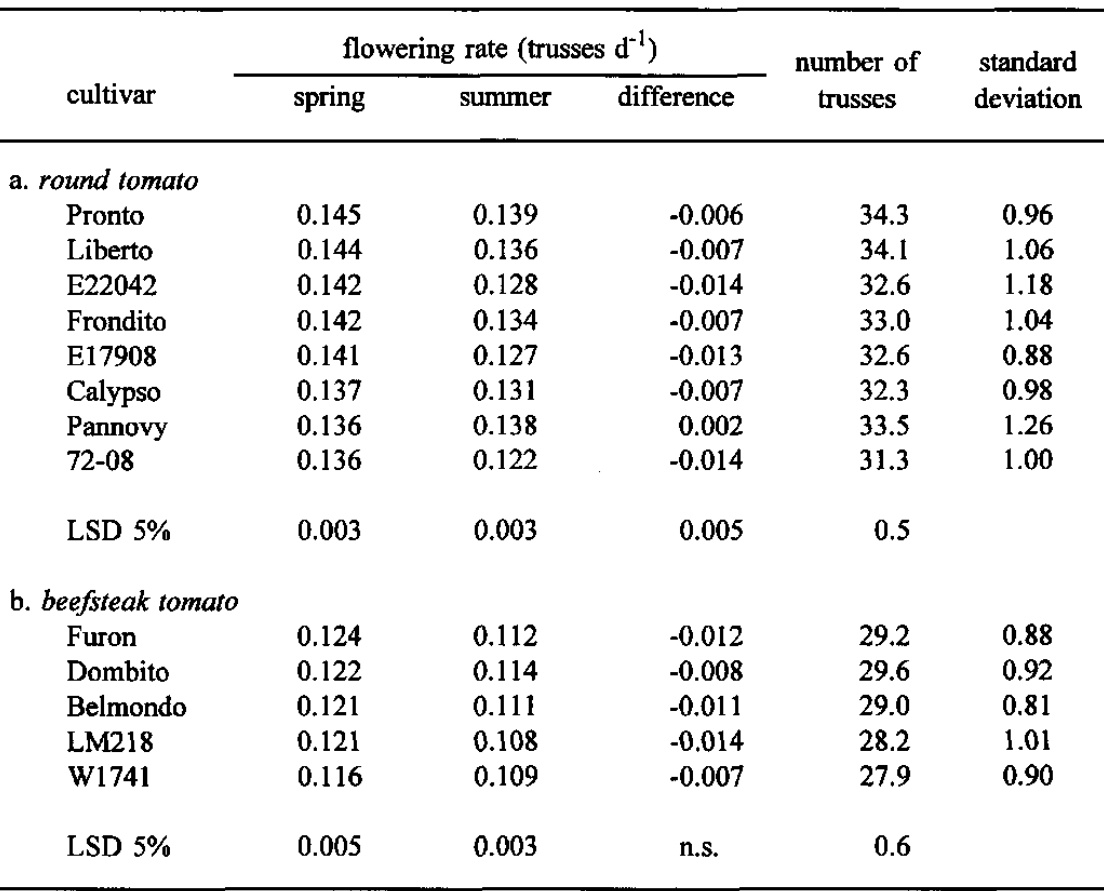 flowering rate (trusses d⁻¹)
cultivar spring summer difference number of trusses standard deviation
a. round tomato
Pronto 0.145 0.139 -0.006 34.3 0.96
Liberto 0.144 0.136 -0.007 34.1 1.06
E22042 0.142 0.128 -0.014 32.6 1.18
Frondito 0.142 0.134 -0.007 33.0 1.04
E17908 0.141 0.127 -0.013 32.6 0.88
Calypso 0.137 0.131 -0.007 32.3 0.98
Pannovy 0.136 0.138 0.002 33.5 1.26
72-08 0.136 0.122 -0.014 31.3 1.00
LSD 5% 0.003 0.003 0.005 0.5
b. beefsteak tomato
Furon 0.124 0.112 -0.012 29.2 0.88
Dombito 0.122 0.114 -0.008 29.6 0.92
Belmondo 0.121 0.111 -0.011 29.0 0.81
LM218 0.121 0.108 -0.014 28.2 1.01
W1741 0.116 0.109 -0.007 27.9 0.90
LSD 5% 0.005 0.003 n.s. 0.6